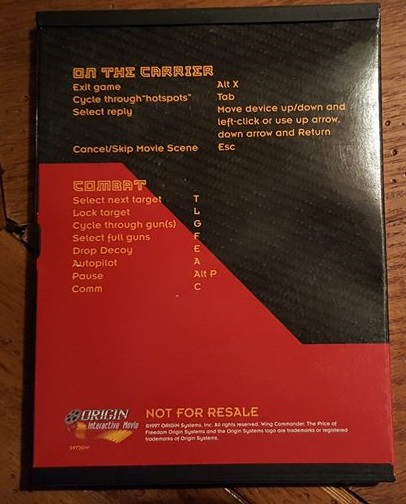 ON THE CARRIER
Exit game Alt X
Cycle through "hotspots" Tab
Select reply Move device up/down and
left-click or use up arrow,
down arrow and Return
Cancel/Skip Movie Scene Esc
COMBAT
Select next target T
Lock target L
Cycle through gun(s) G
Select full guns F
Drop Decoy E
Autopilot A
Pause Alt P
Comm C
ORIGIN
Interactive Movie
NOT FOR RESALE
©1997 ORIGIN Systems, Inc. All rights reserved. Wing Commander, The Price of
Freedom Origin Systems and the Origin Systems logo are trademarks or registered
trademarks of Origin Systems.